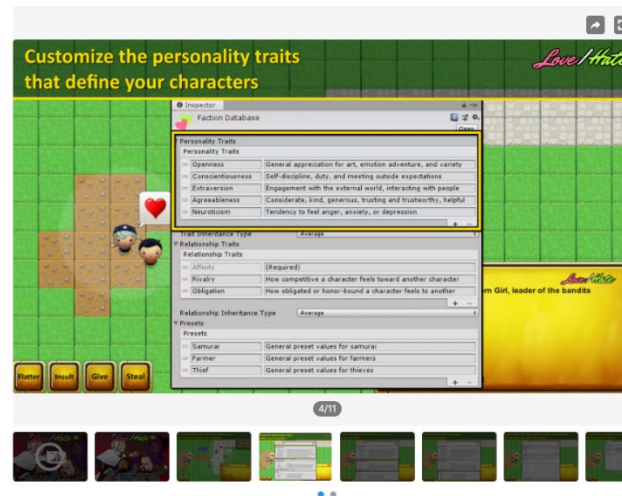 Customize the personality traits
that define your characters
Love/Hate
Inspector
Faction Database
Open
Personality Traits
Personality Traits
Openness General appreciation for art, emotion adventure, and variety
Conscientiousness Self-discipline, duty, and meeting outside expectations
Extraversion Engagement with the external world, interacting with people
Agreeableness Considerate, kind, generous, trusting and trustworthy, helpful
Neuroticism Tendency to feel anger, anxiety, or depression
+ -
Trait Inheritance Type Average
Relationship Traits
Relationship Traits
Affinity (Required)
Rivalry How competitive a character feels toward another character
Obligation How obligated or honor-bound a character feels to another
+ -
Relationship Inheritance Type Average
Presets
Presets
Samurai General preset values for samurai
Farmer General preset values for farmers
Thief General preset values for thieves
+ -
Love/Hate
Girl, leader of the bandits
Flatter Insult Give Steal
4/11